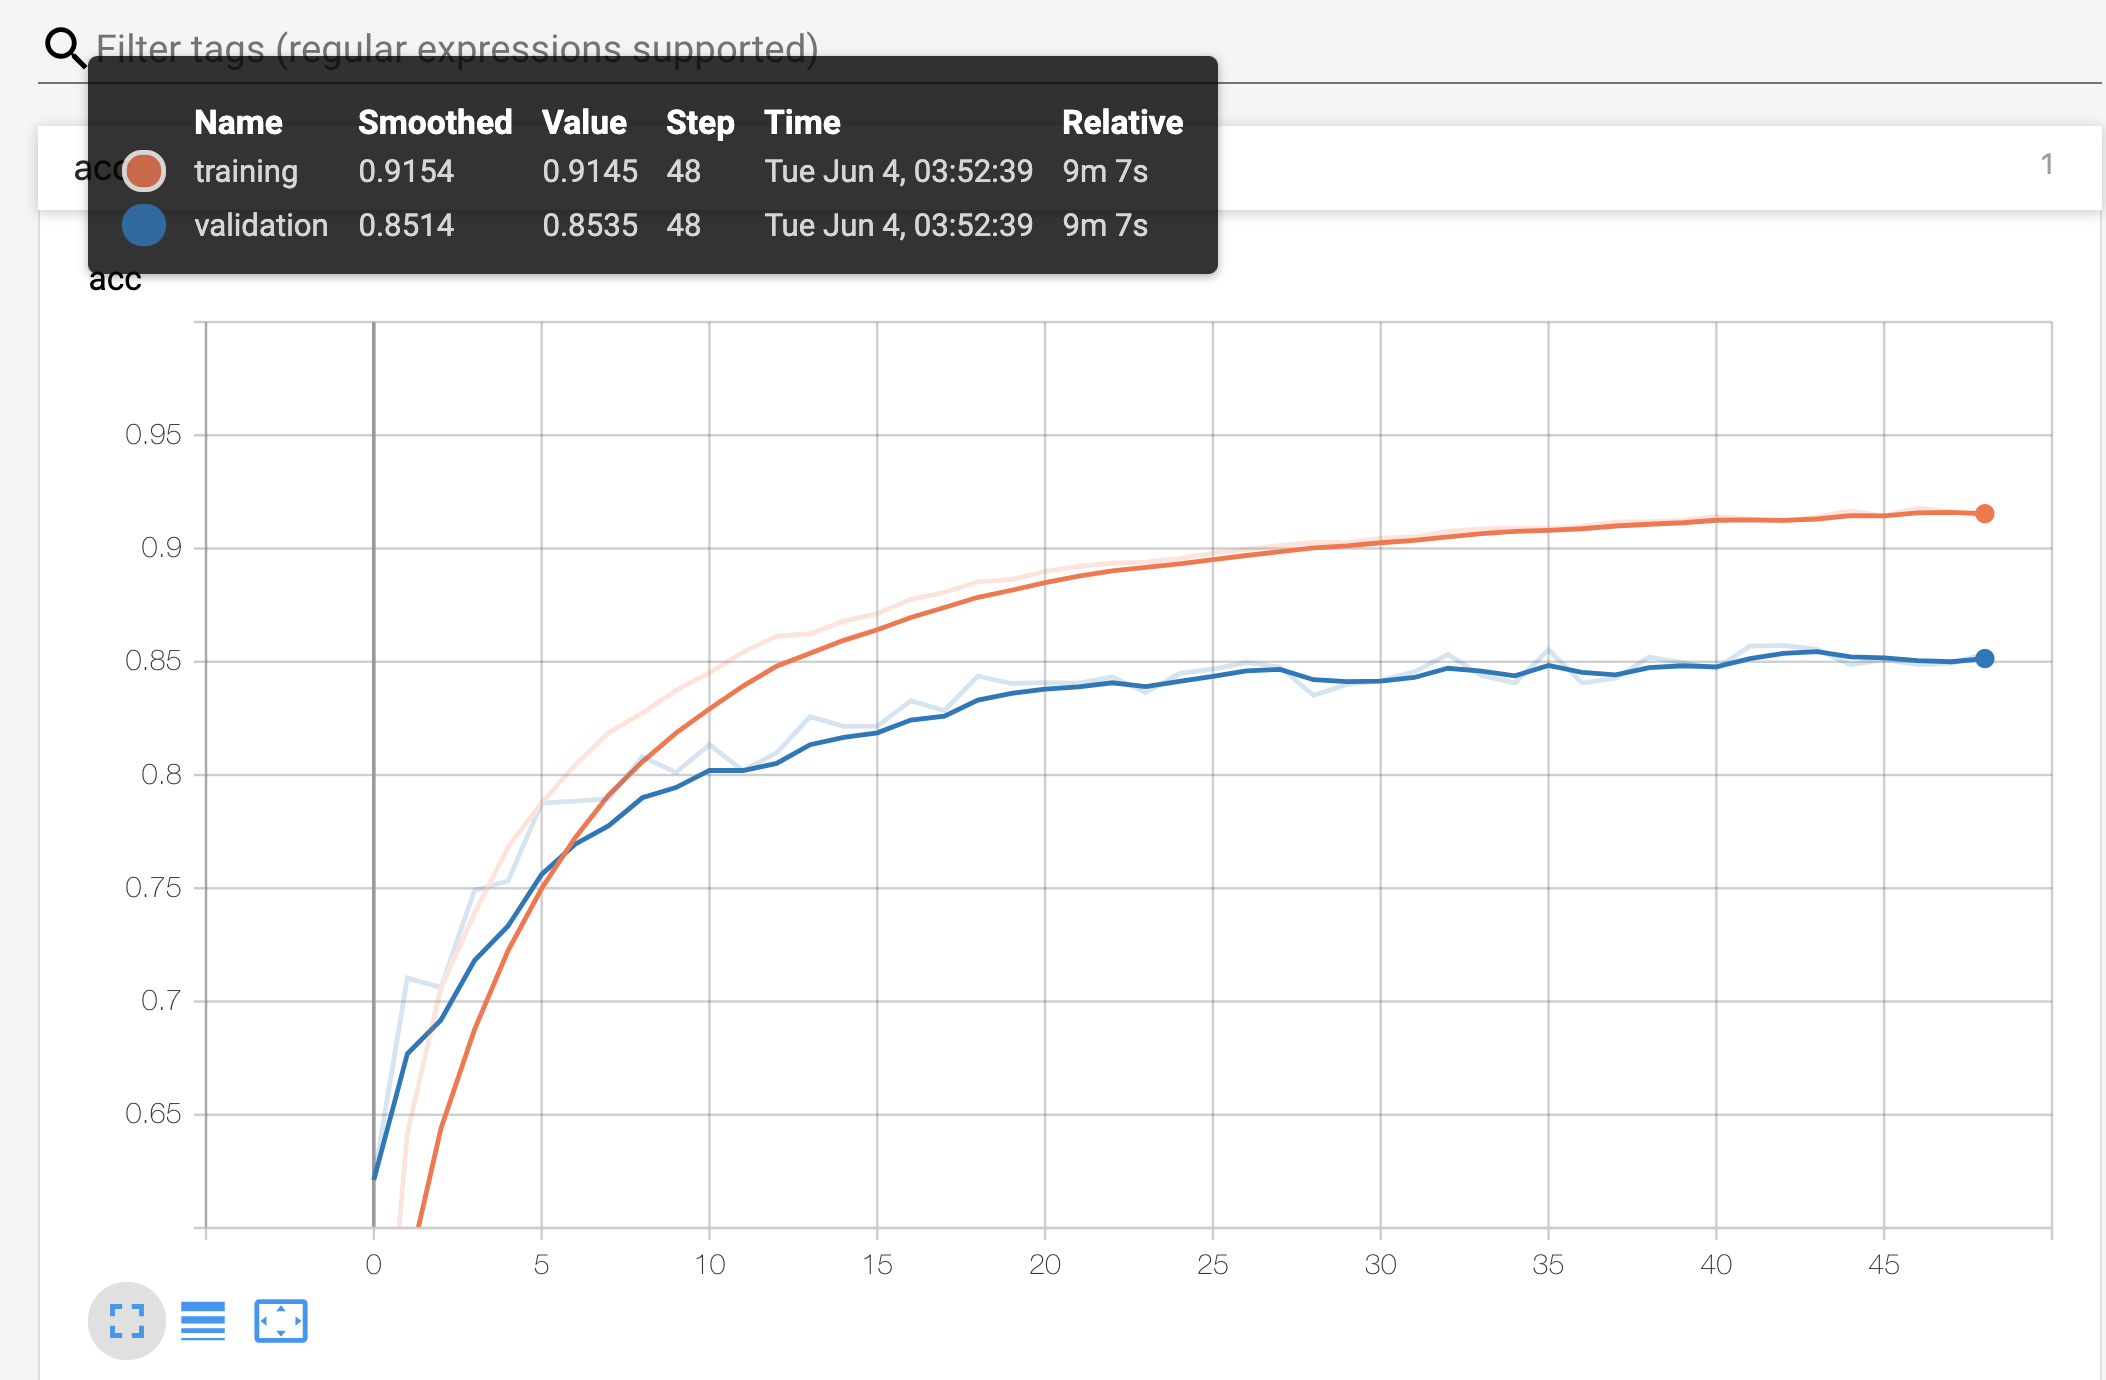 Filter tags (regular expressions supported)
Name Smoothed Value Step Time Relative
training 0.9154 0.9145 48 Tue Jun 4, 03:52:39 9m 7s
validation 0.8514 0.8535 48 Tue Jun 4, 03:52:39 9m 7s
acc
1
acc
0.95
0.9
0.85
0.8
0.75
0.7
0.65
0 5 10 15 20 25 30 35 40 45